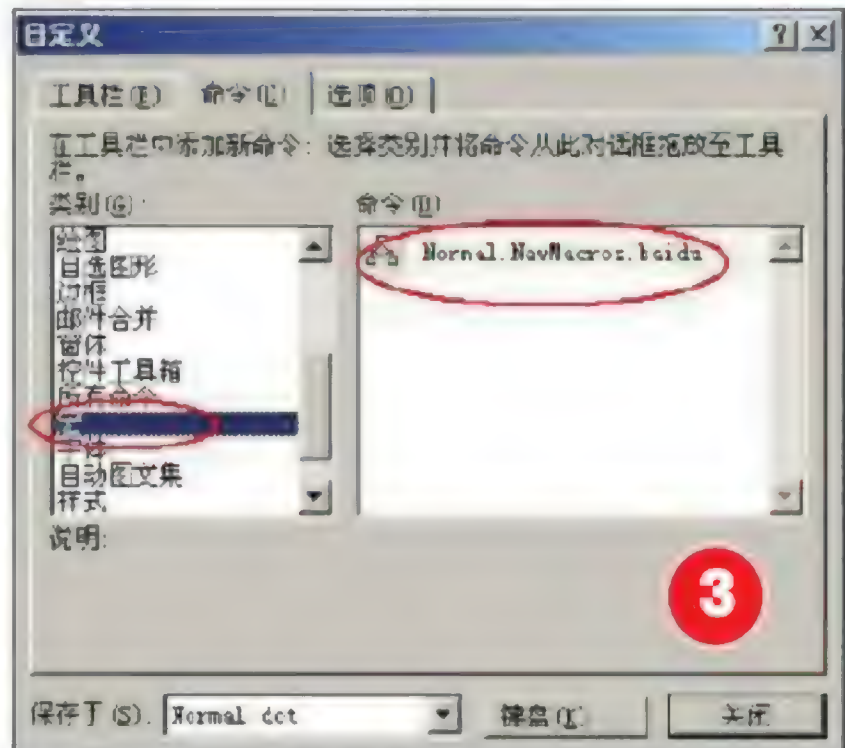 自定义
工具栏(B) 命令(C) 选项(O)
在工具栏中添加新命令：选择类别并将命令从此对话框拖放至工具
栏。
类别(G)：
命令(D)
绘图
自选图形
边框
邮件合并
窗体
控件工具箱
所有命令
字体
自动图文集
样式
Normal.NewMacros.baidu
说明:
3
保存于(S):
Normal dot
键盘(K)
关闭